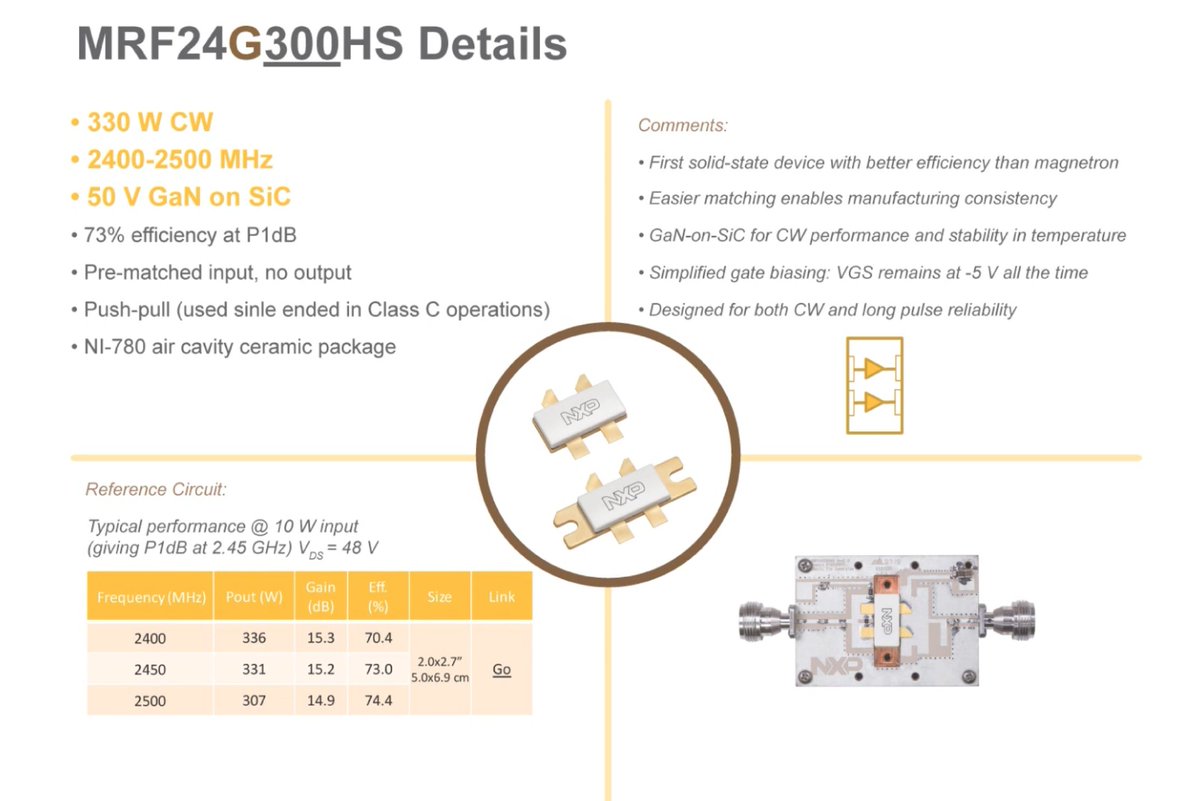 MRF24G300HS Details
• 330 W CW
• 2400-2500 MHz
• 50 V GaN on SiC
• 73% efficiency at P1dB
• Pre-matched input, no output
• Push-pull (used sinle ended in Class C operations)
• NI-780 air cavity ceramic package
Comments:
• First solid-state device with better efficiency than magnetron
• Easier matching enables manufacturing consistency
• GaN-on-SiC for CW performance and stability in temperature
• Simplified gate biasing: VGS remains at -5 V all the time
• Designed for both CW and long pulse reliability
NXP
NXP
Reference Circuit:
Typical performance @ 10 W input
(giving P1dB at 2.45 GHz) VDS = 48 V
Frequency (MHz) Pout (W) Gain (dB) Eff. (%) Size Link
2400 336 15.3 70.4
2450 331 15.2 73.0 2.0x2.7" 5.0x6.9 cm Go
2500 307 14.9 74.4
NXP
NXP